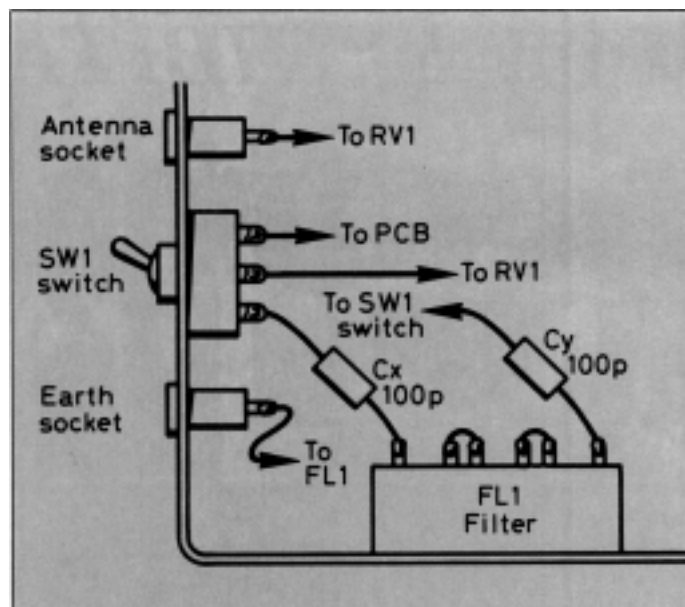 Antenna
socket
To RV1
To PCB
SW1
switch
To RV1
To SW1
switch
Cy
100p
Cx
100p
Earth
socket
To
FL1
FL1
Filter